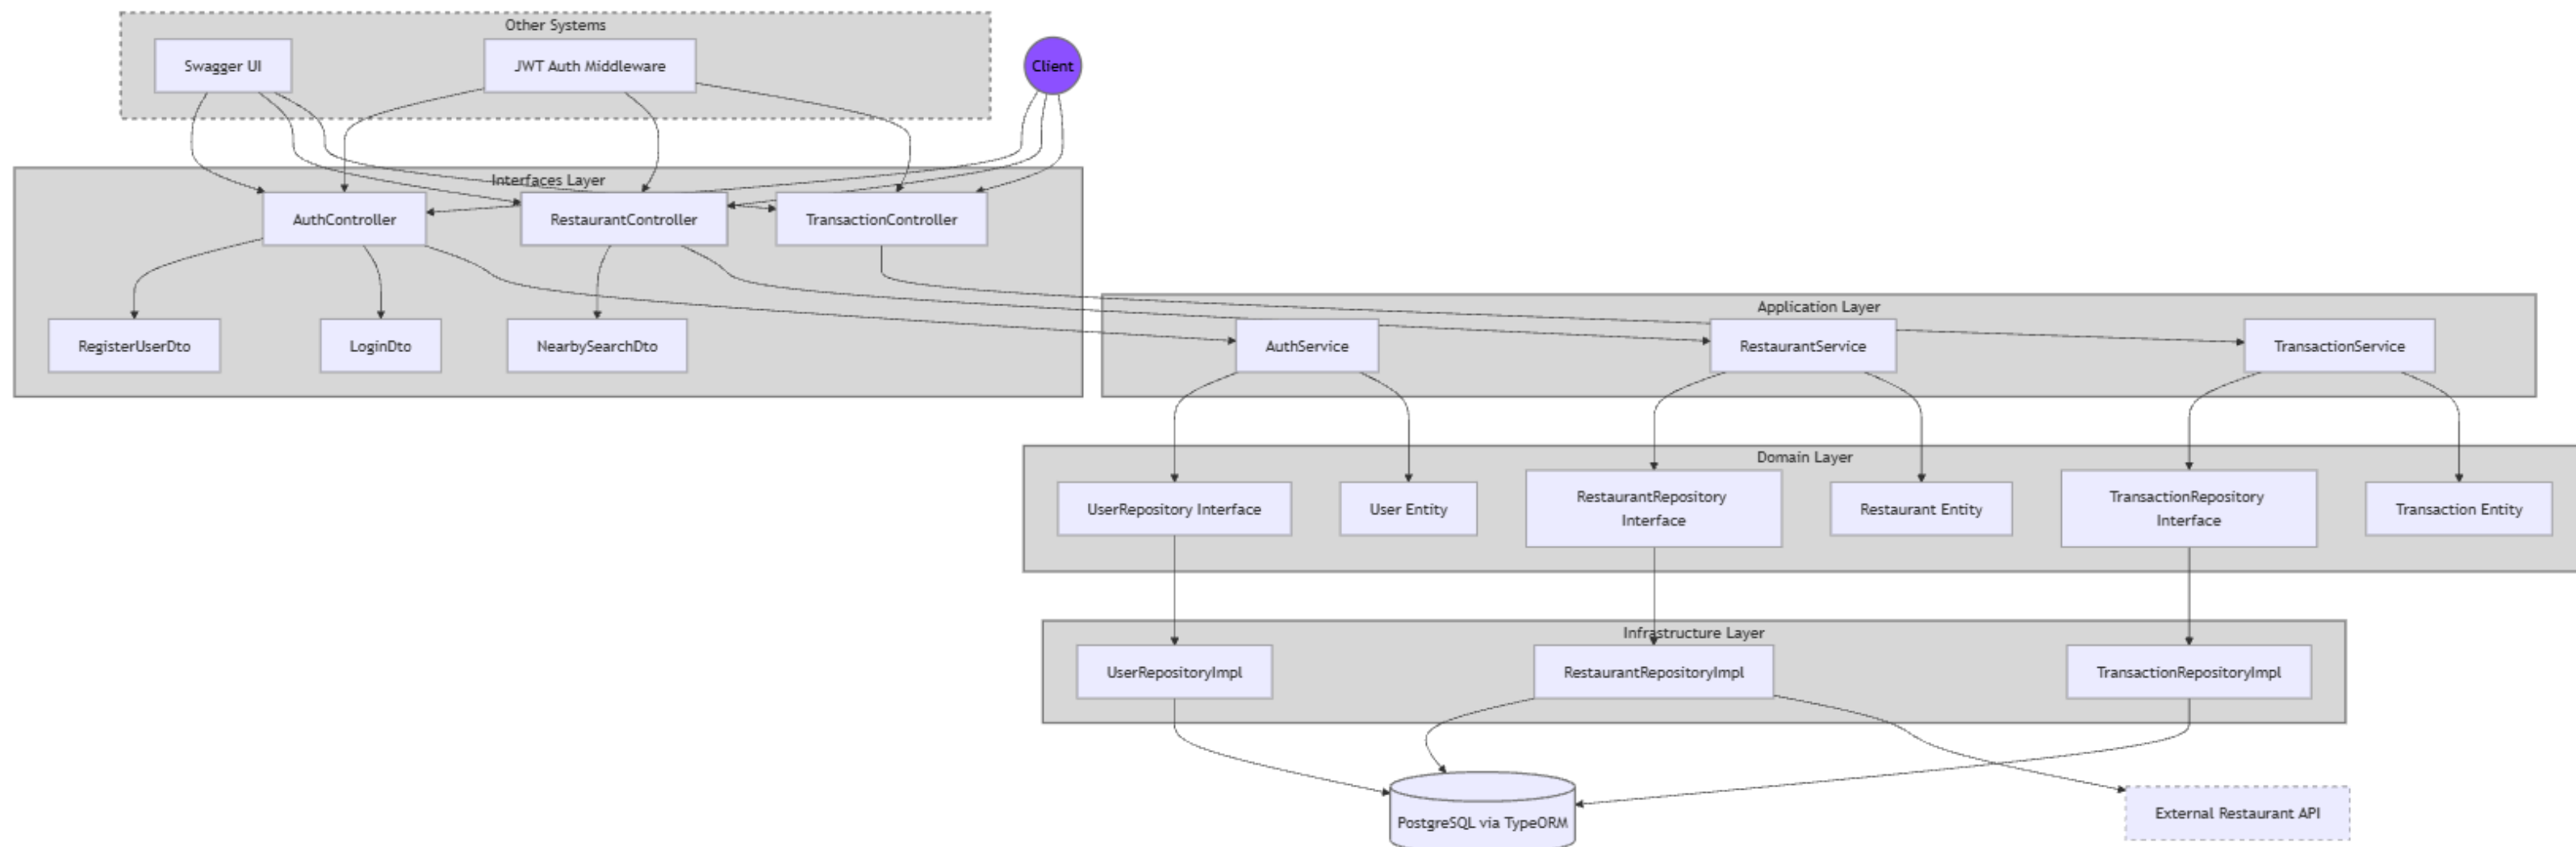 Other Systems
Swagger UI
JWT Auth Middleware
Client
Interfaces Layer
AuthController
RestaurantController
TransactionController
RegisterUserDto
LoginDto
NearbySearchDto
Application Layer
AuthService
RestaurantService
TransactionService
Domain Layer
UserRepository Interface
User Entity
RestaurantRepository
Interface
Restaurant Entity
TransactionRepository
Interface
Transaction Entity
Infrastructure Layer
UserRepositoryImpl
RestaurantRepositoryImpl
TransactionRepositoryImpl
PostgreSQL via TypeORM
External Restaurant API